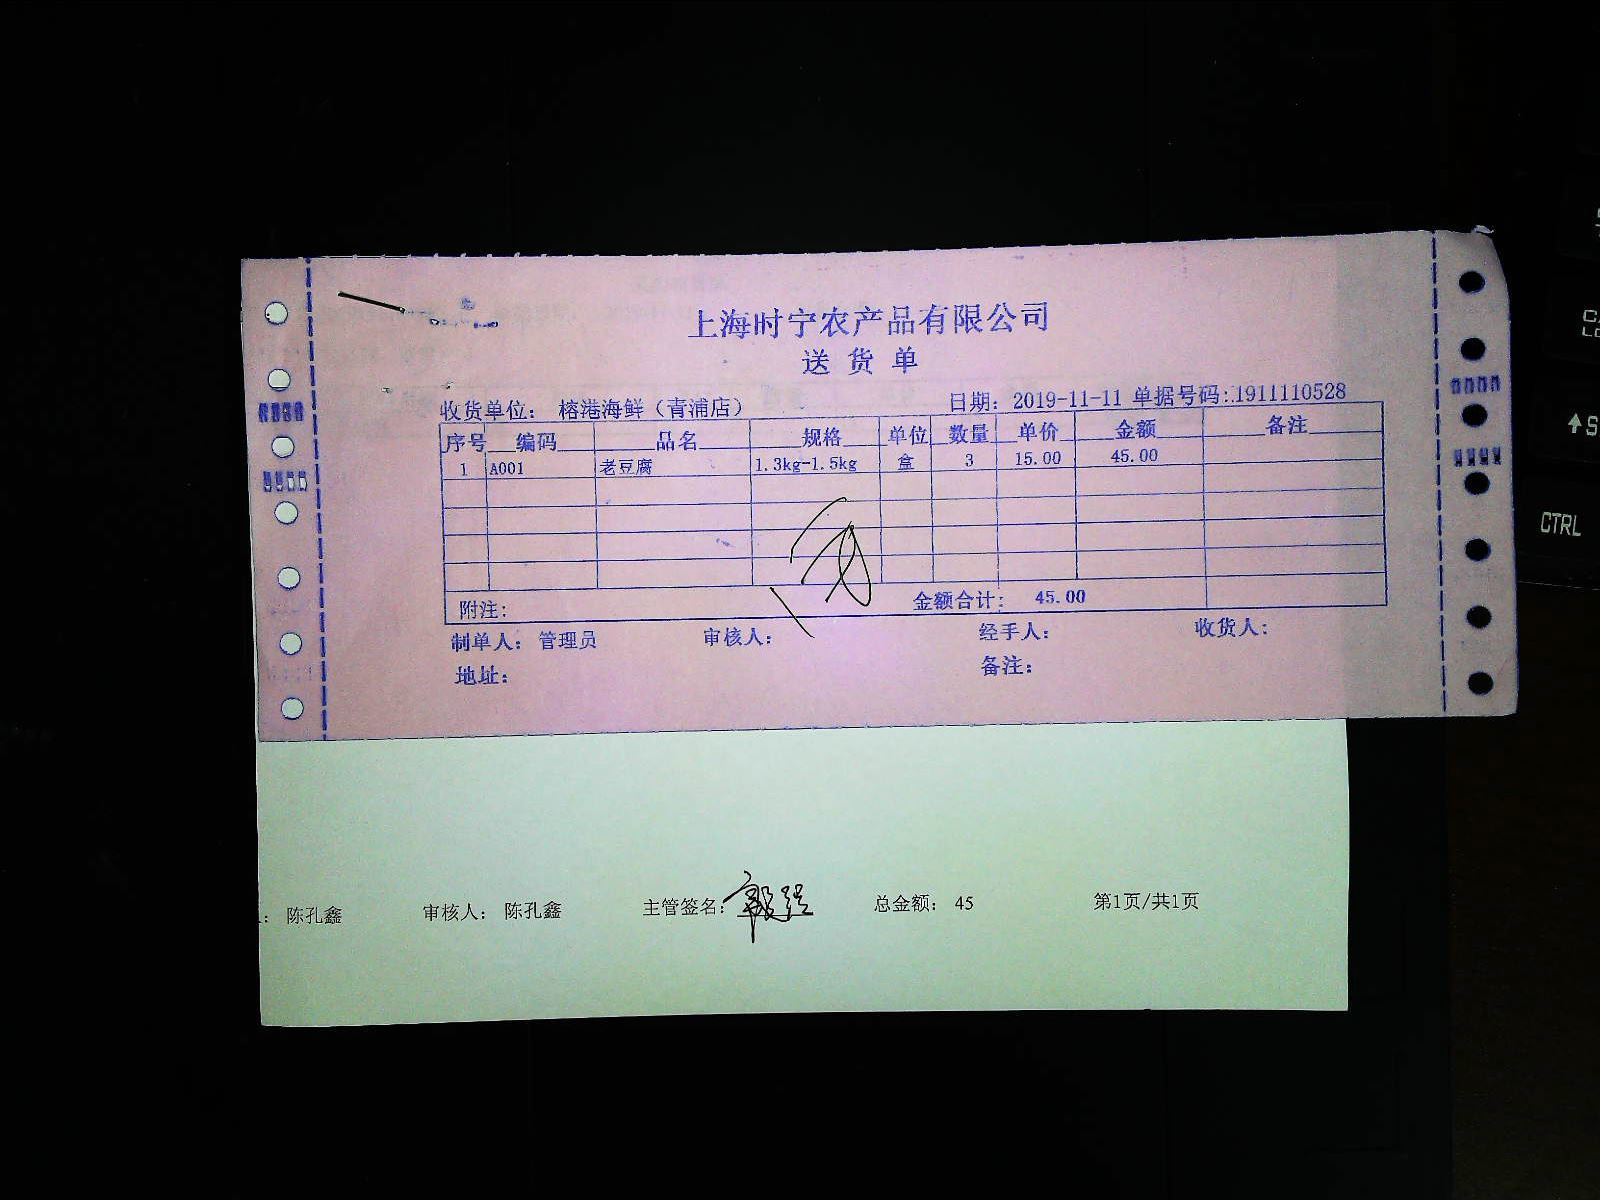 上海时宁农产品有限公司
送货单
收货单位： 榕港海鲜（青浦店） 日期： 2019-11-11 单据号码：1911110528
序号 编码 品名 规格 单位 数量 单价 金额 备注
1 A001 老豆腐 1.3kg-1.5kg 盒 3 15.00 45.00
附注： 金额合计： 45.00
制单人： 管理员 审核人： 经手人： 收货人：
地址： 备注：
： 陈孔鑫 审核人： 陈孔鑫 主管签名： 总金额： 45 第1页/共1页
CTRL